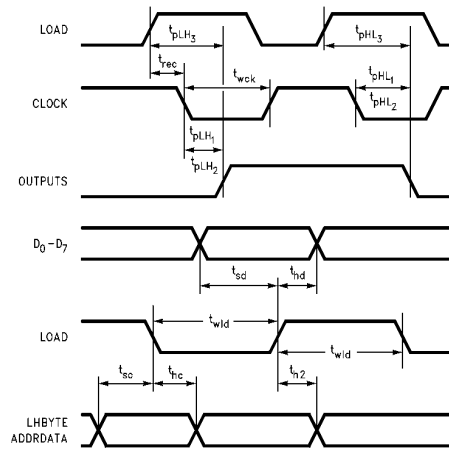 LOAD
tpLH3
tpHL3
trec
twck
tpHL1
CLOCK
tpHL2
tpLH1
tpLH2
OUTPUTS
D0–D7
tsd
thd
LOAD
twld
twld
tsc
thc
th2
LHBYTE
ADDRDATA